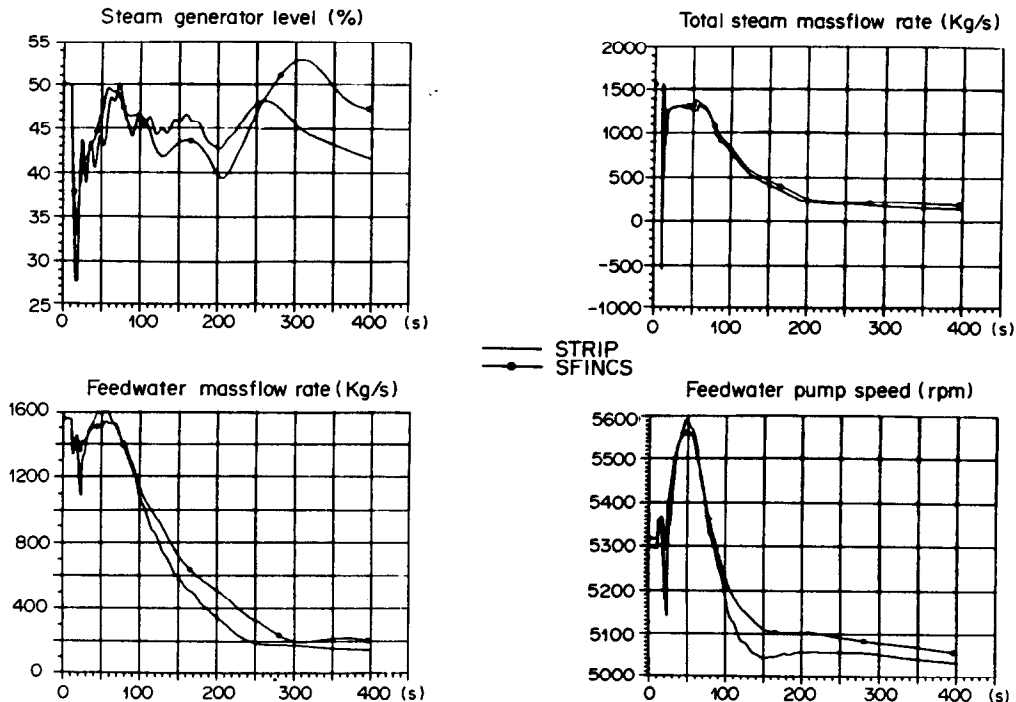 Steam generator level (%)
55
50
45
40
35
30
25
0 100 200 300 400 (s)
Total steam massflow rate (Kg/s)
2000
1500
1000
500
0
-500
-1000
0 100 200 300 400 (s)
STRIP
SFINCS
Feedwater massflow rate (Kg/s)
1600
1200
800
400
0
0 100 200 300 400 (s)
Feedwater pump speed (rpm)
5600
5500
5400
5300
5200
5100
5000
0 100 200 300 400 (s)